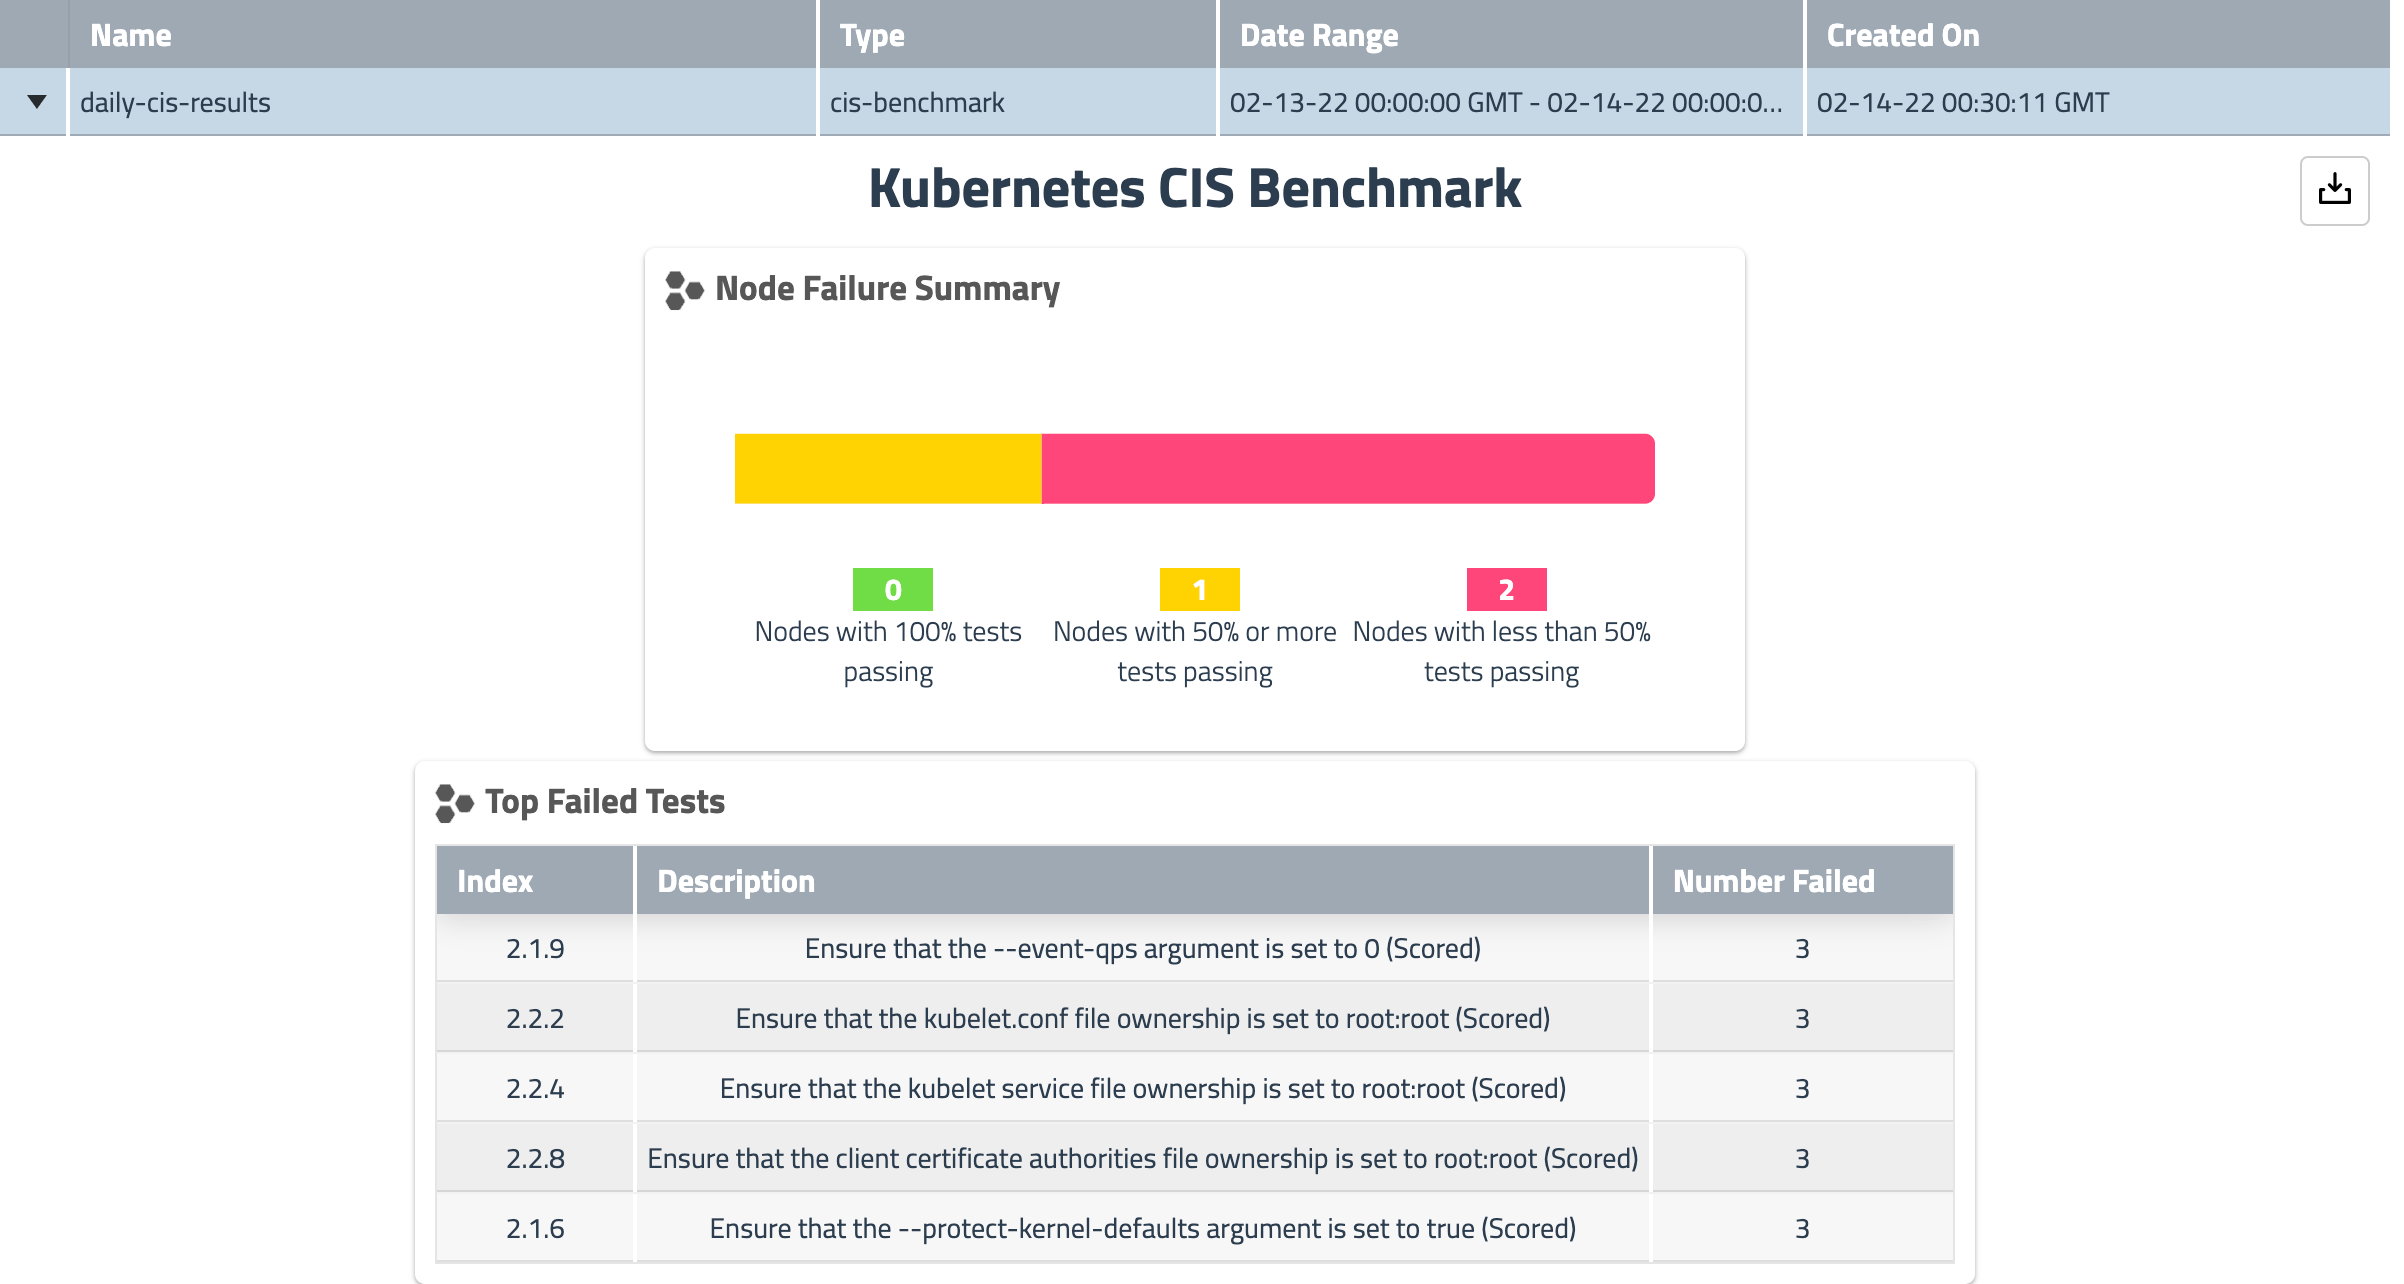 Name Type Date Range Created On
daily-cis-results cis-benchmark 02-13-22 00:00:00 GMT - 02-14-22 00:00:0... 02-14-22 00:30:11 GMT
Kubernetes CIS Benchmark
Node Failure Summary
0 1 2
Nodes with 100% tests Nodes with 50% or more Nodes with less than 50%
passing tests passing tests passing
Top Failed Tests
Index Description Number Failed
2.1.9 Ensure that the --event-qps argument is set to 0 (Scored) 3
2.2.2 Ensure that the kubelet.conf file ownership is set to root:root (Scored) 3
2.2.4 Ensure that the kubelet service file ownership is set to root:root (Scored) 3
2.2.8 Ensure that the client certificate authorities file ownership is set to root:root (Scored) 3
2.1.6 Ensure that the --protect-kernel-defaults argument is set to true (Scored) 3